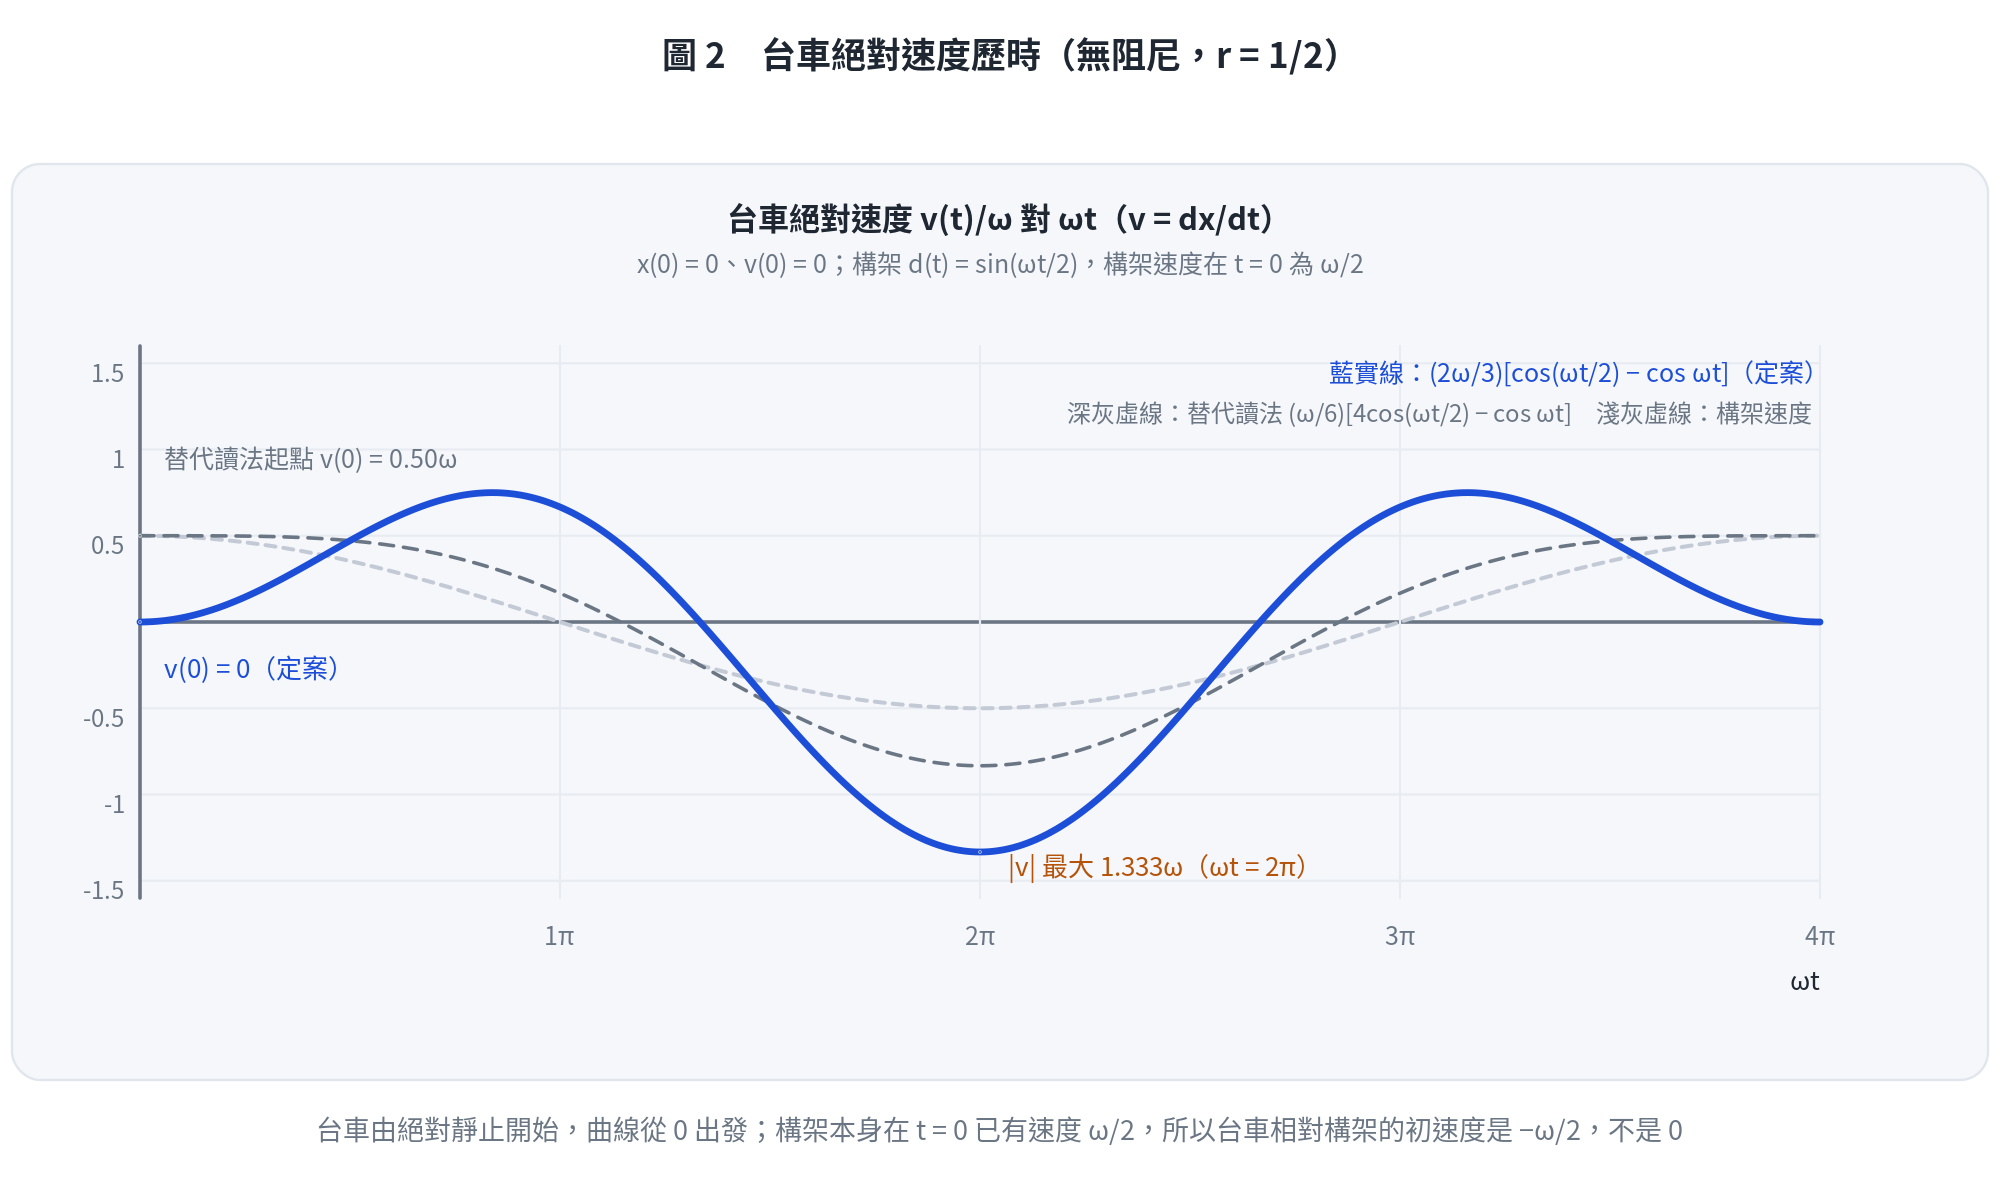 圖 2　台車絕對速度歷時（無阻尼，r = 1/2）
台車絕對速度 v(t)/ω 對 ωt（v = dx/dt）
x(0) = 0、v(0) = 0；構架 d(t) = sin(ωt/2)，構架速度在 t = 0 為 ω/2
藍實線：(2ω/3)[cos(ωt/2) − cos ωt]（定案）
深灰虛線：替代讀法 (ω/6)[4cos(ωt/2) − cos ωt]　淺灰虛線：構架速度
替代讀法起點 v(0) = 0.50ω
v(0) = 0（定案）
|v| 最大 1.333ω（ωt = 2π）
1.5
1
0.5
-0.5
-1
-1.5
1π
2π
3π
4π
ωt
台車由絕對靜止開始，曲線從 0 出發；構架本身在 t = 0 已有速度 ω/2，所以台車相對構架的初速度是 −ω/2，不是 0